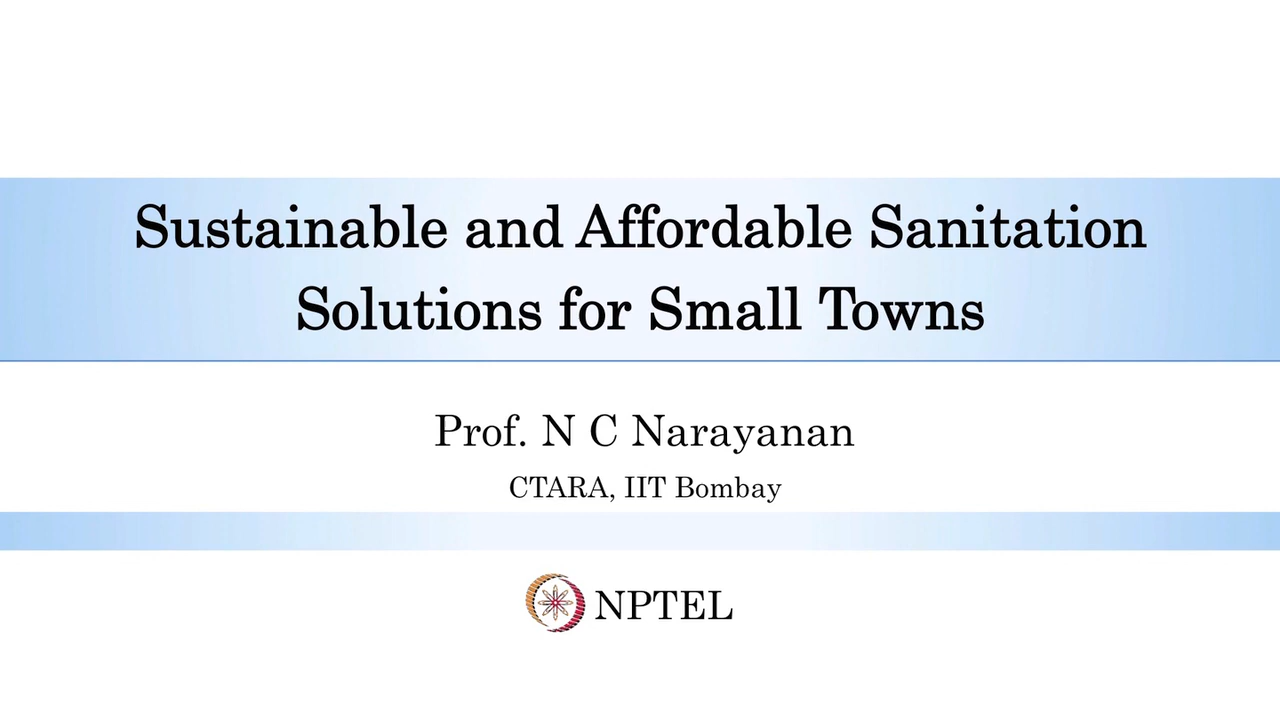 Sustainable and Affordable Sanitation
Solutions for Small Towns
Prof. N C Narayanan
CTARA, IIT Bombay
NPTEL